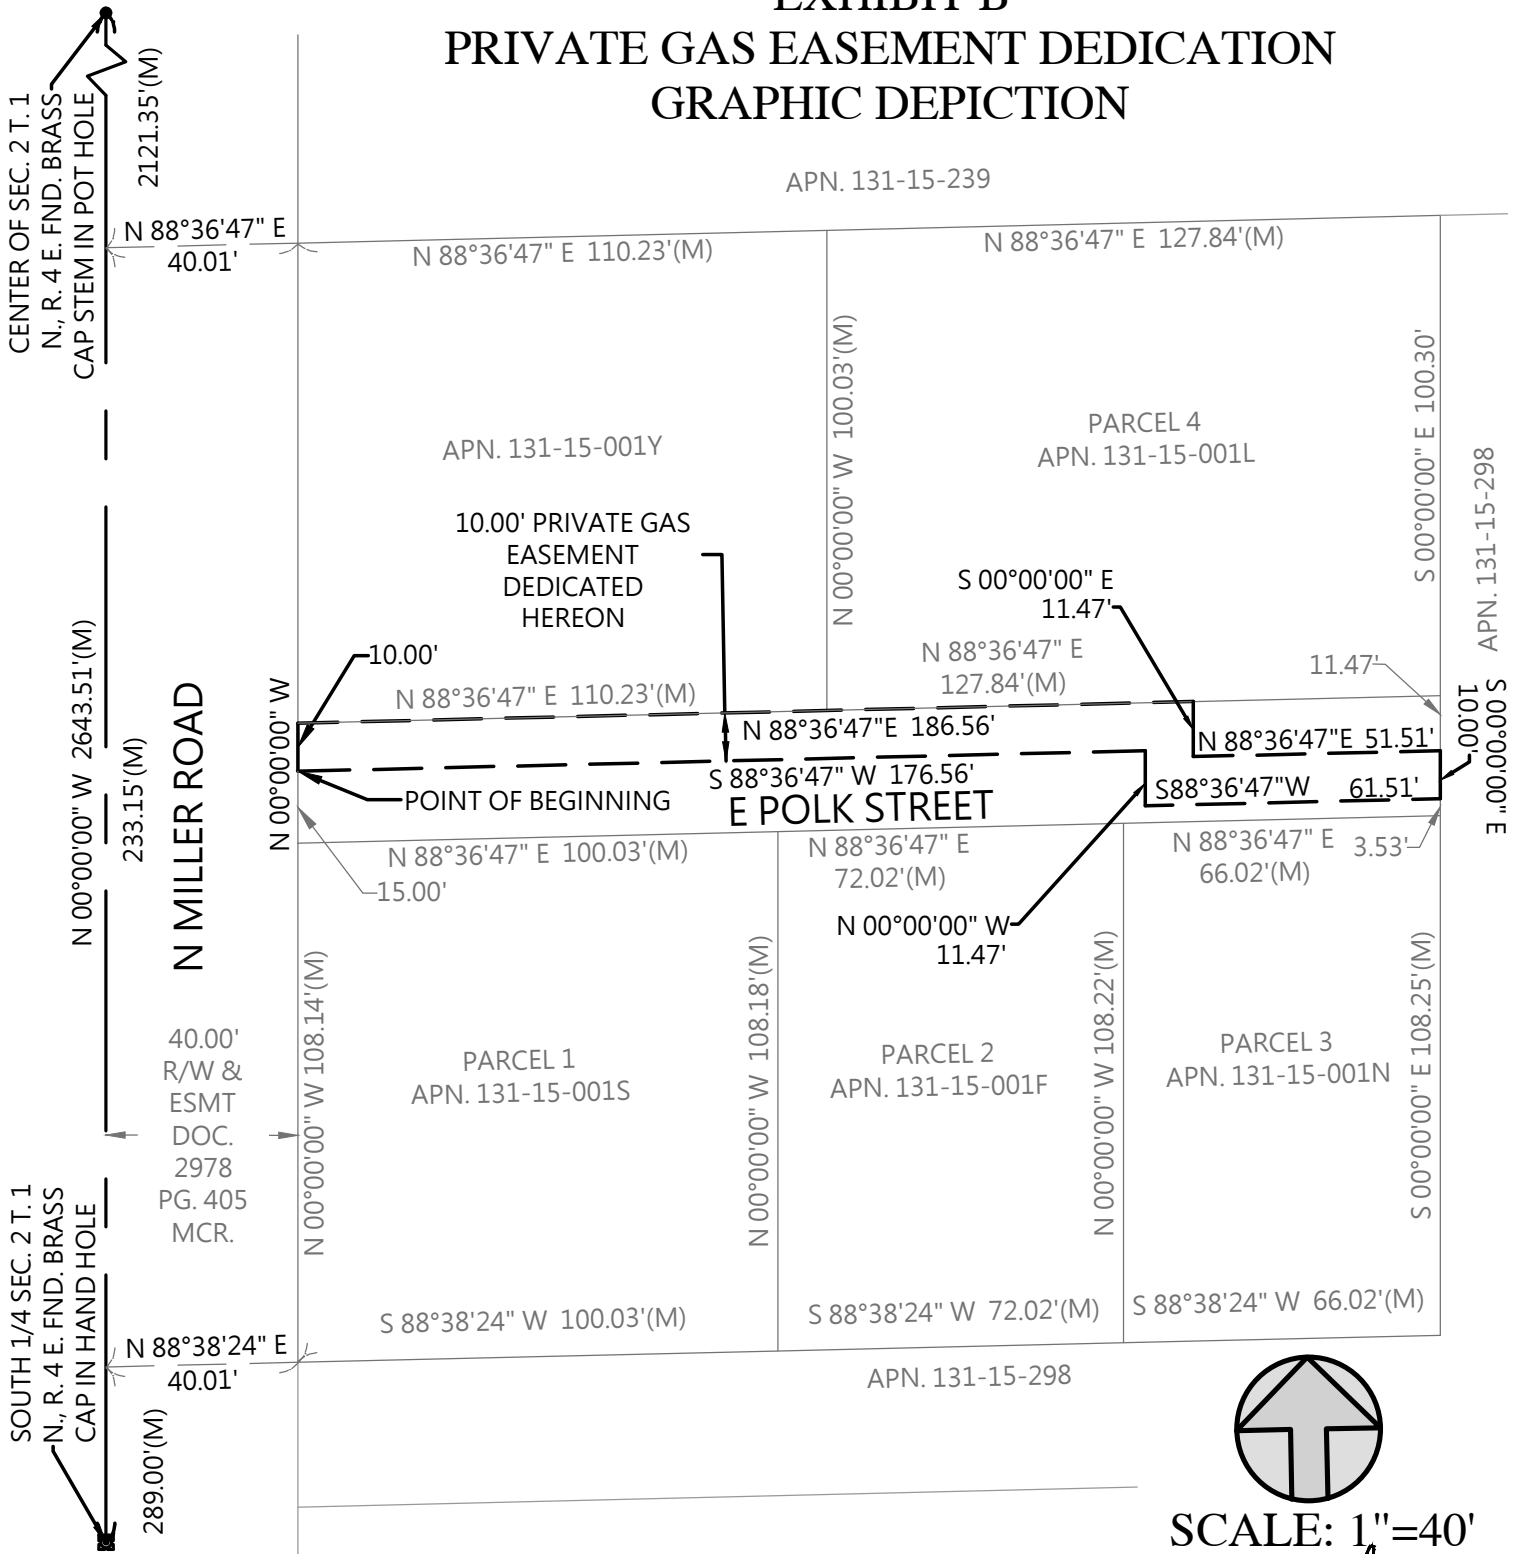 EXHIBIT B
PRIVATE GAS EASEMENT DEDICATION
GRAPHIC DEPICTION
CENTER OF SEC. 2 T. 1
N., R. 4 E. FND. BRASS
CAP STEM IN POT HOLE
2121.35'(M)
APN. 131-15-239
N 88°36'47" E
40.01'
N 88°36'47" E 110.23'(M)
N 88°36'47" E 127.84'(M)
N 00°00'00" W 100.03'(M)
S 00°00'00" E 100.30'
APN. 131-15-001Y
PARCEL 4
APN. 131-15-001L
APN. 131-15-298
10.00' PRIVATE GAS
EASEMENT
DEDICATED
HEREON
S 00°00'00" E
11.47'
10.00'
N 88°36'47" E
127.84'(M)
11.47'
N 88°36'47" E 110.23'(M)
N 00°00'00" W
N 88°36'47"E 186.56'
N 88°36'47"E 51.51'
S 00°00'00" E
10.00'
S 88°36'47" W 176.56'
S88°36'47"W 61.51'
POINT OF BEGINNING
E POLK STREET
N 00°00'00" W 2643.51'(M)
233.15'(M)
N MILLER ROAD
N 88°36'47" E 100.03'(M)
N 88°36'47" E
72.02'(M)
N 88°36'47" E
66.02'(M)
3.53'
15.00'
N 00°00'00" W
11.47'
N 00°00'00" W 108.14'(M)
N 00°00'00" W 108.18'(M)
N 00°00'00" W 108.22'(M)
S 00°00'00" E 108.25'(M)
40.00'
R/W &
ESMT
DOC.
2978
PG. 405
MCR.
PARCEL 1
APN. 131-15-001S
PARCEL 2
APN. 131-15-001F
PARCEL 3
APN. 131-15-001N
SOUTH 1/4 SEC. 2 T. 1
N., R. 4 E. FND. BRASS
CAP IN HAND HOLE
S 88°38'24" W 100.03'(M)
S 88°38'24" W 72.02'(M)
S 88°38'24" W 66.02'(M)
N 88°38'24" E
40.01'
APN. 131-15-298
289.00'(M)
SCALE: 1"=40'